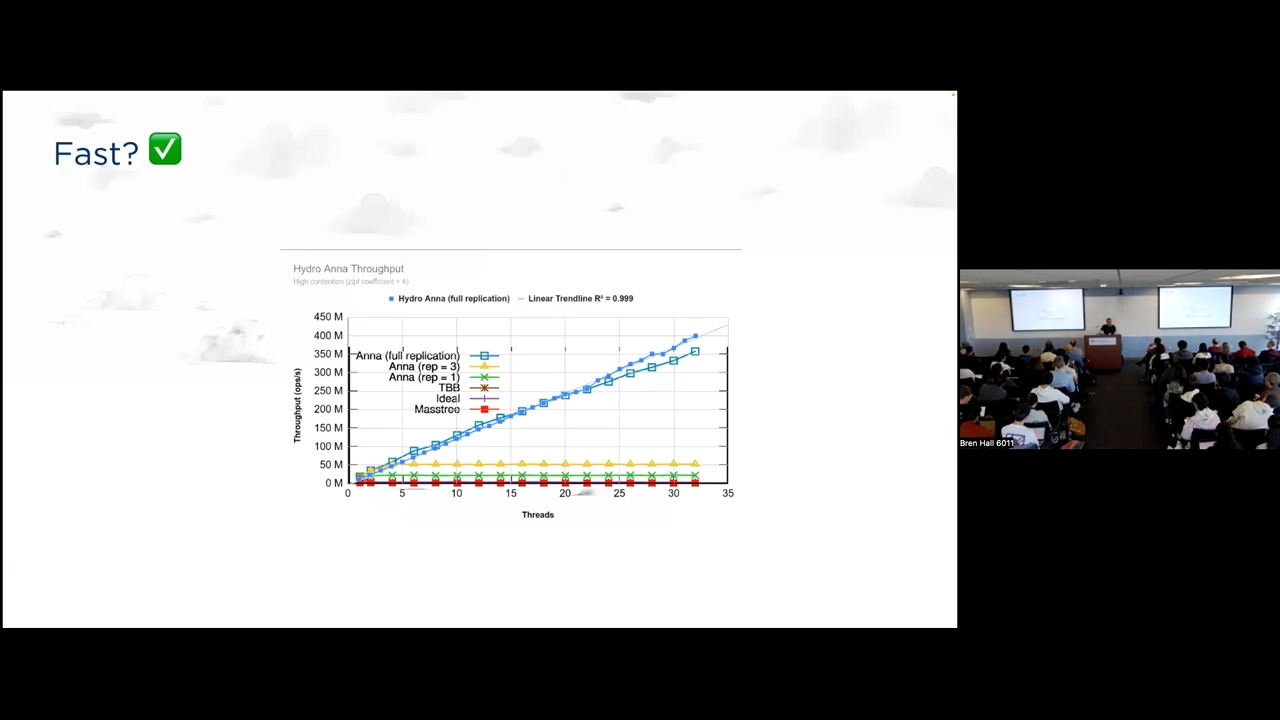 Fast? ✅
Hydro Anna Throughput
High contention (zipf coefficient = 4)
Hydro Anna (full replication) Linear Trendline R² = 0.999
450 M
400 M
350 M
300 M
250 M
200 M
150 M
100 M
50 M
0 M
Throughput (ops/s)
Anna (full replication)
Anna (rep = 3)
Anna (rep = 1)
TBB
Ideal
Masstree
0 5 10 15 20 25 30 35
Threads
Bren Hall 6011